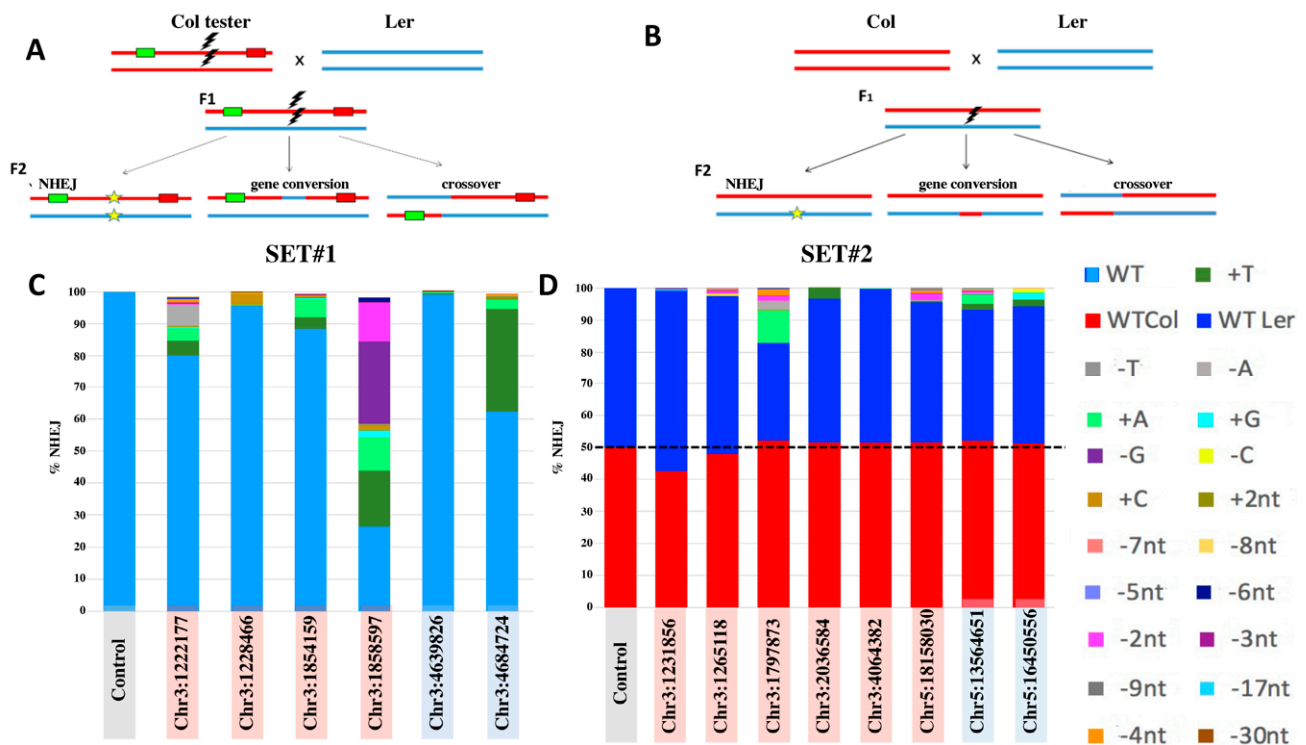 A
Col tester
Ler
x
F1
F2
NHEJ
gene conversion
crossover
B
Col
Ler
x
F1
F2
NHEJ
gene conversion
crossover
SET#1
C
% NHEJ
100
90
80
70
60
50
40
30
20
10
0
Control
Chr3:1222177
Chr3:1228466
Chr3:1854159
Chr3:1858597
Chr3:4639826
Chr3:4684724
SET#2
D
% NHEJ
100
90
80
70
60
50
40
30
20
10
0
Control
Chr3:1231856
Chr3:1265118
Chr3:1797873
Chr3:2036584
Chr3:4064382
Chr5:18158030
Chr5:13564651
Chr5:16450556
WT +T
WTCol WT Ler
-T -A
+A +G
-G -C
+C +2nt
-7nt -8nt
-5nt -6nt
-2nt -3nt
-9nt -17nt
-4nt -30nt